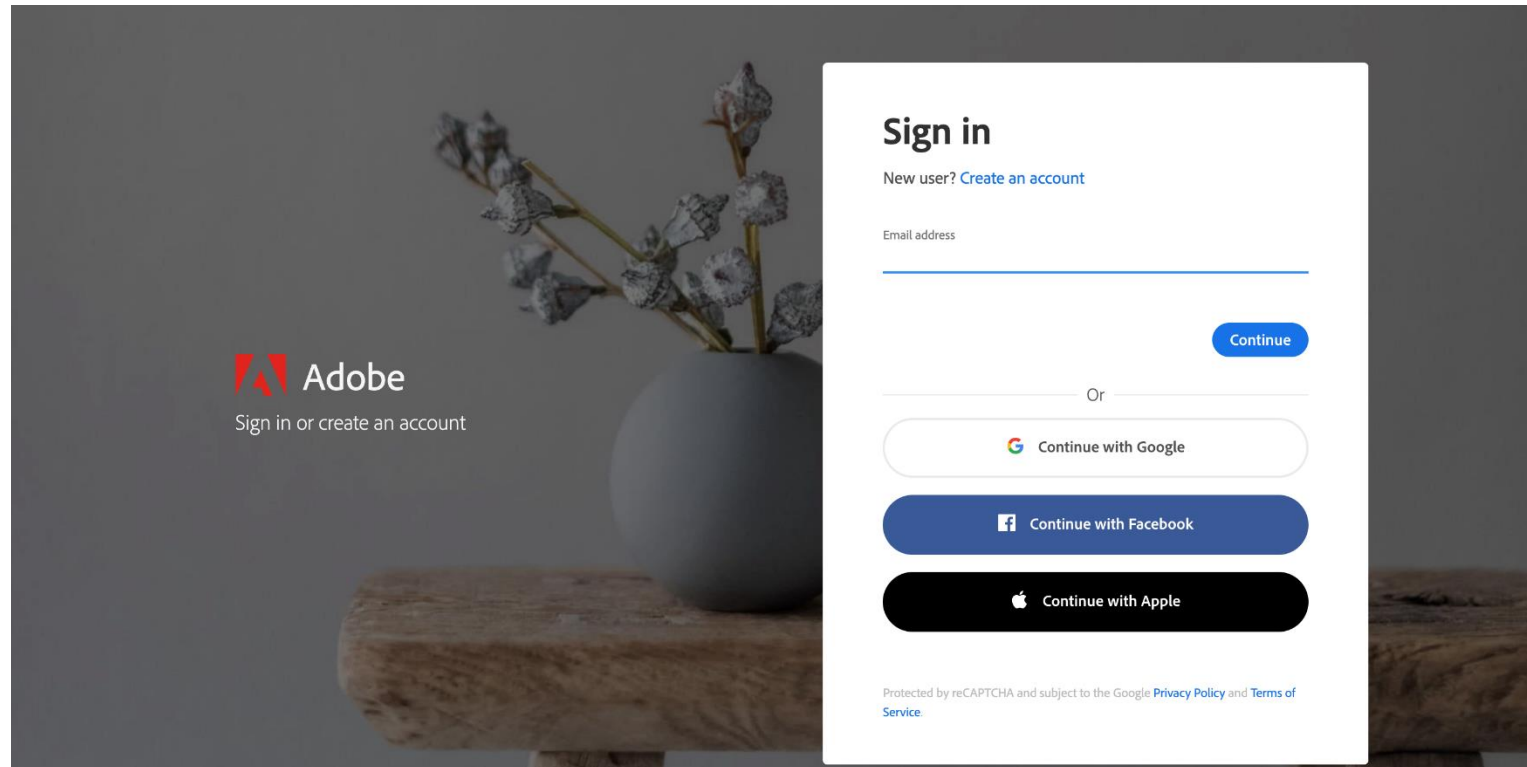 Adobe
Sign in or create an account
Sign in
New user? Create an account
Email address
Continue
Or
Continue with Google
Continue with Facebook
Continue with Apple
Protected by reCAPTCHA and subject to the Google Privacy Policy and Terms of
Service.